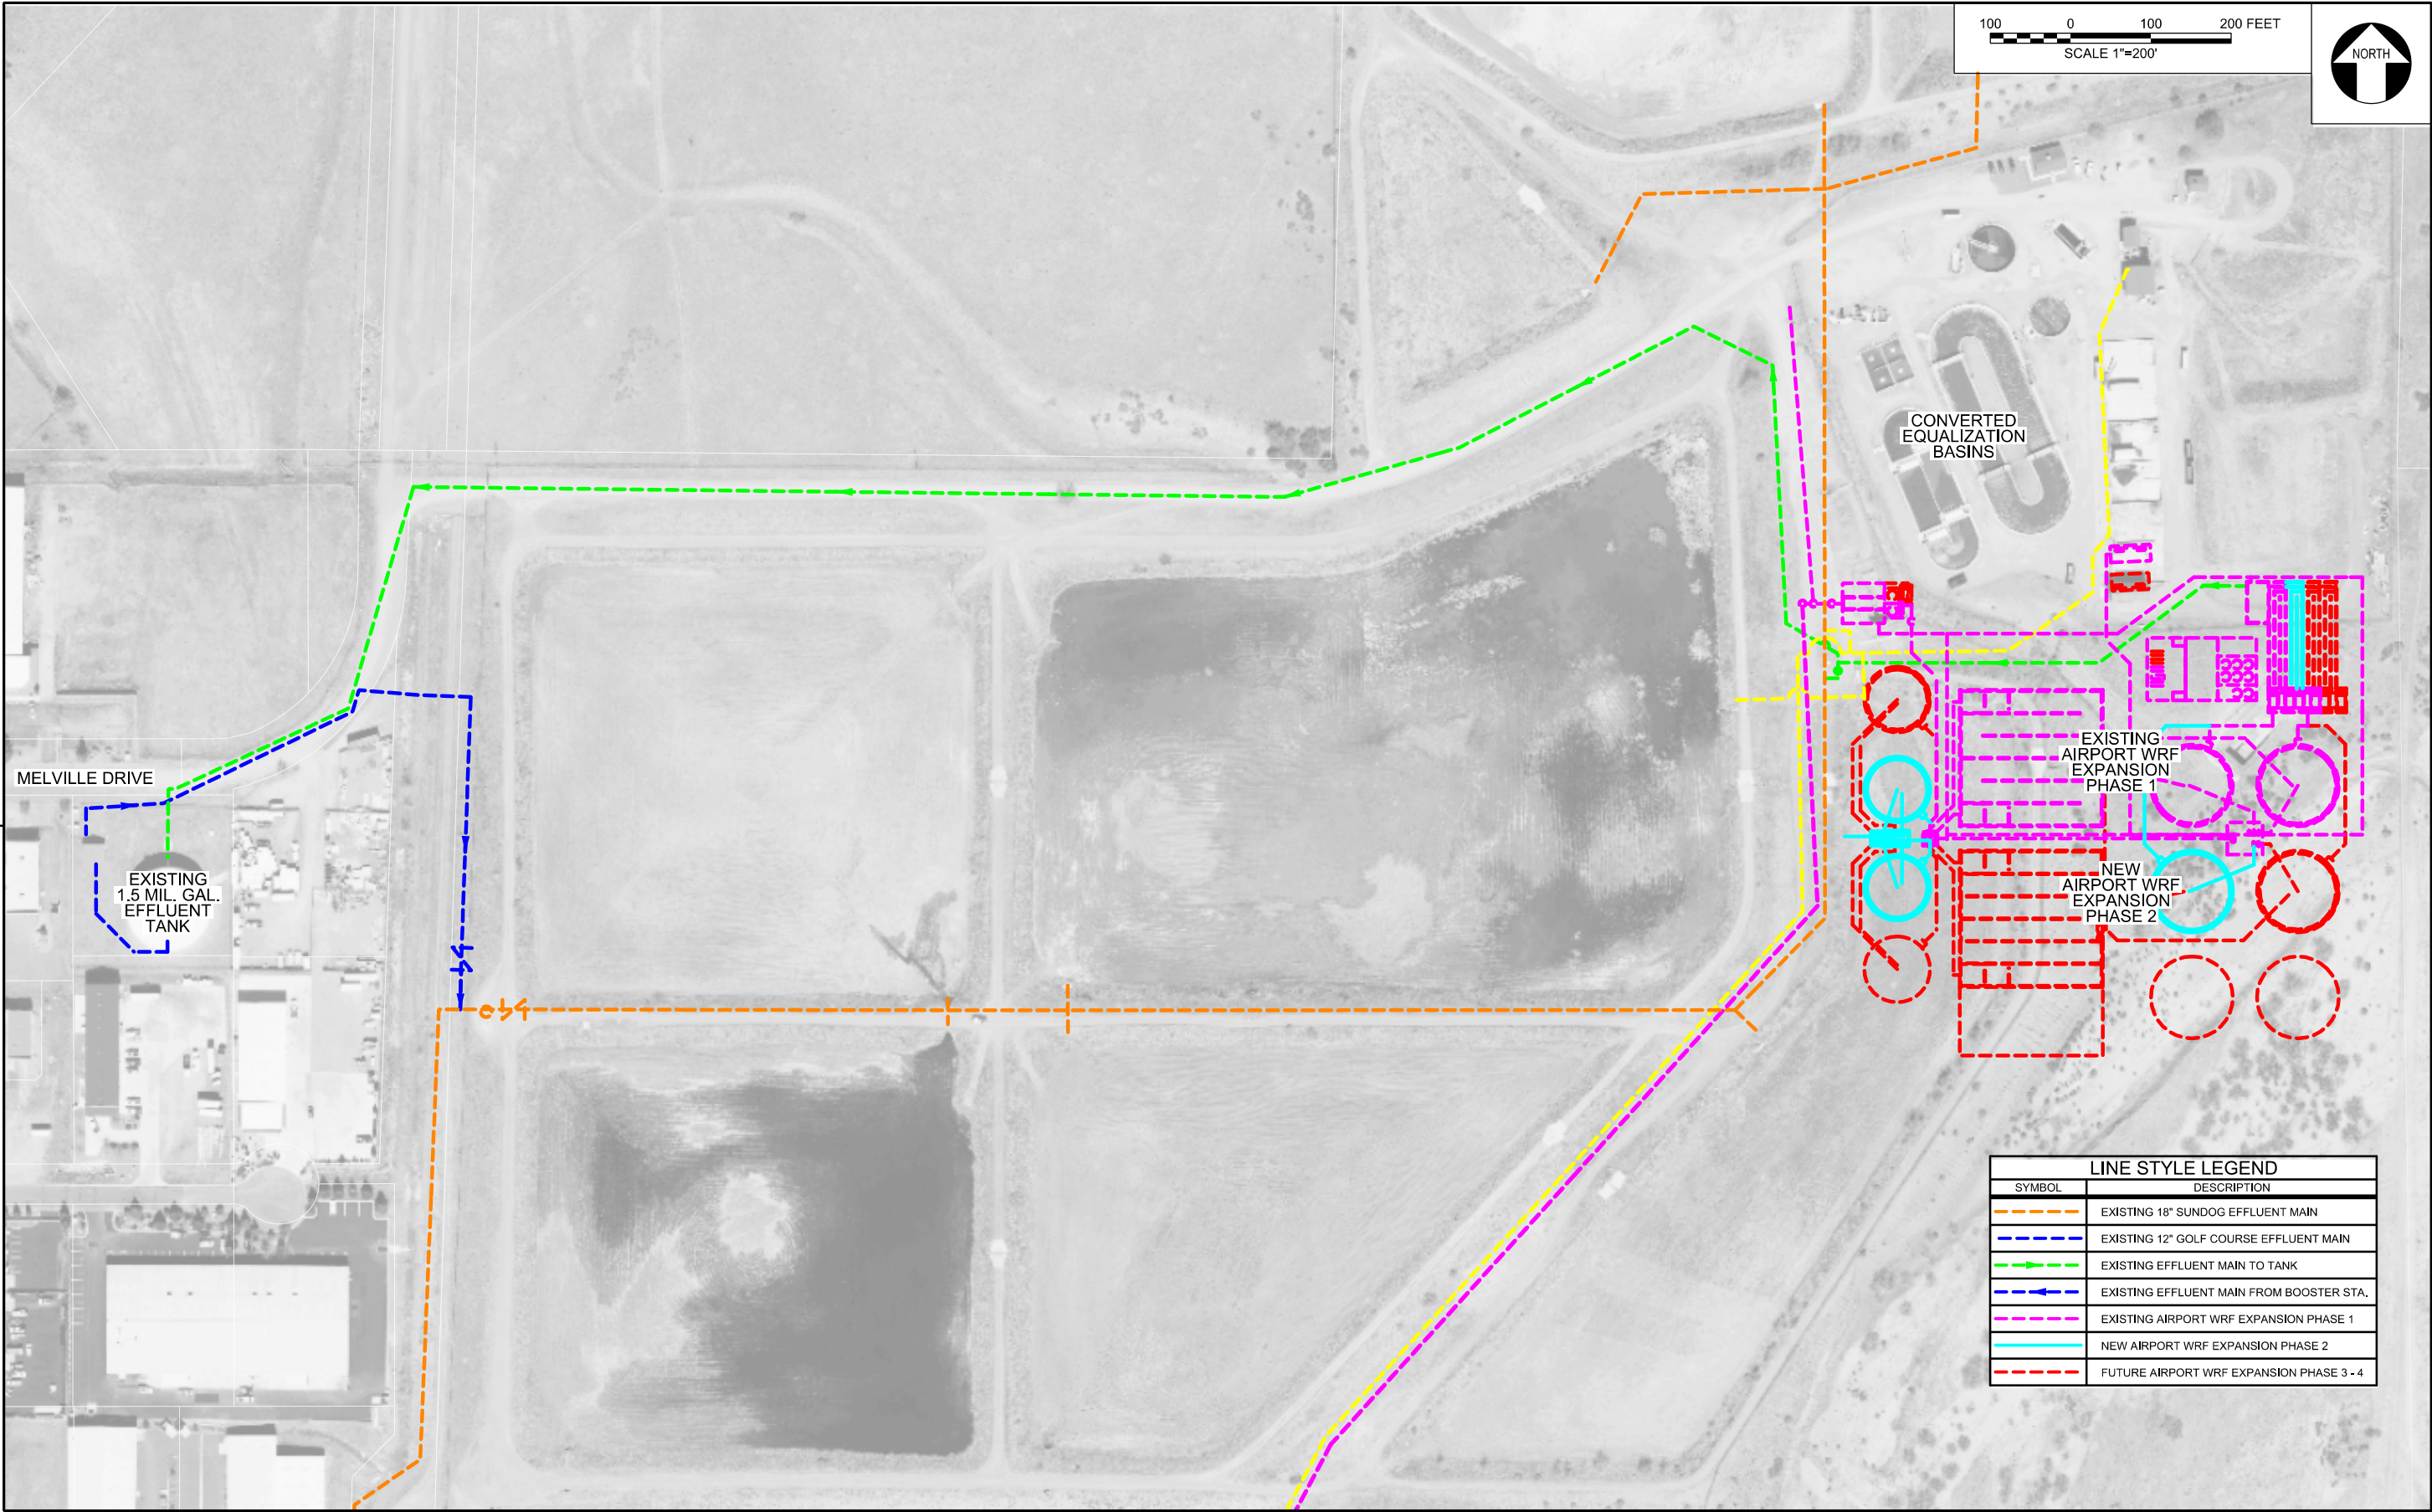 100 0 100 200 FEET
SCALE 1"=200'
NORTH
CONVERTED
EQUALIZATION
BASINS
MELVILLE DRIVE
EXISTING
1.5 MIL. GAL.
EFFLUENT
TANK
EXISTING
AIRPORT WRF
EXPANSION
PHASE 1
NEW
AIRPORT WRF
EXPANSION
PHASE 2
LINE STYLE LEGEND
SYMBOL DESCRIPTION
EXISTING 18" SUNDOG EFFLUENT MAIN
EXISTING 12" GOLF COURSE EFFLUENT MAIN
EXISTING EFFLUENT MAIN TO TANK
EXISTING EFFLUENT MAIN FROM BOOSTER STA.
EXISTING AIRPORT WRF EXPANSION PHASE 1
NEW AIRPORT WRF EXPANSION PHASE 2
FUTURE AIRPORT WRF EXPANSION PHASE 3 - 4